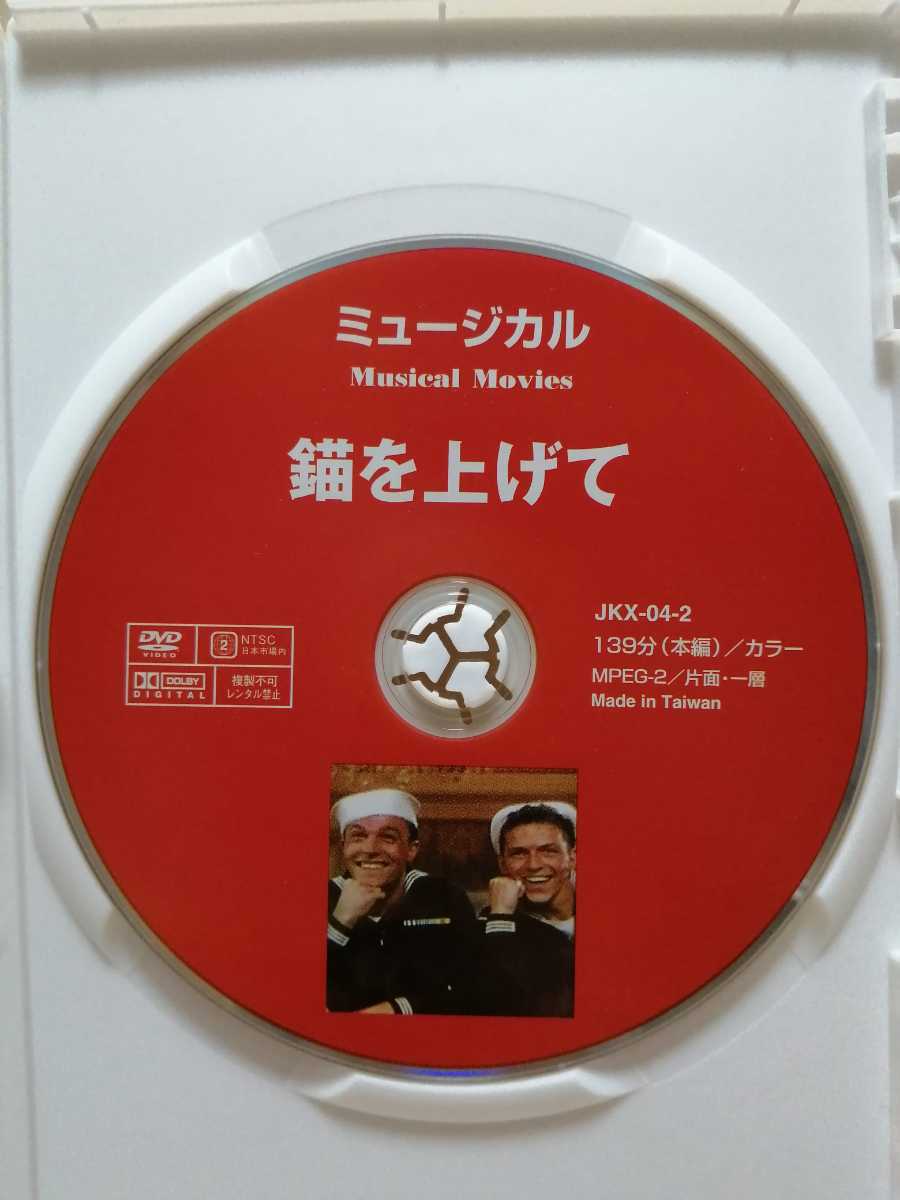 ミュージカル
Musical Movies
錨を上げて
DVD
VIDEO
2
NTSC
日本市場内
DOLBY
DIGITAL
複製不可
レンタル禁止
JKX-04-2
139分(本編)／カラー
MPEG-2／片面・一層
Made in Taiwan